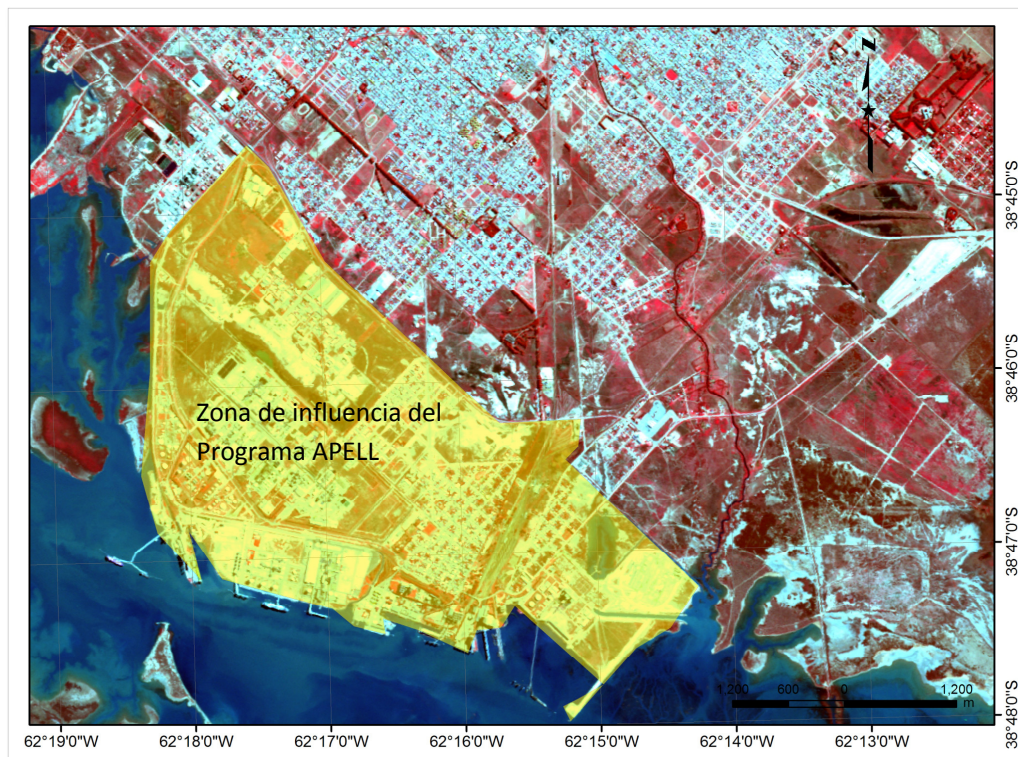 N
38°45'0"S
38°46'0"S
Zona de influencia del
Programa APELL
38°47'0"S
1,200 600 0 1,200
m
38°48'0"S
62°19'0"W 62°18'0"W 62°17'0"W 62°16'0"W 62°15'0"W 62°14'0"W 62°13'0"W